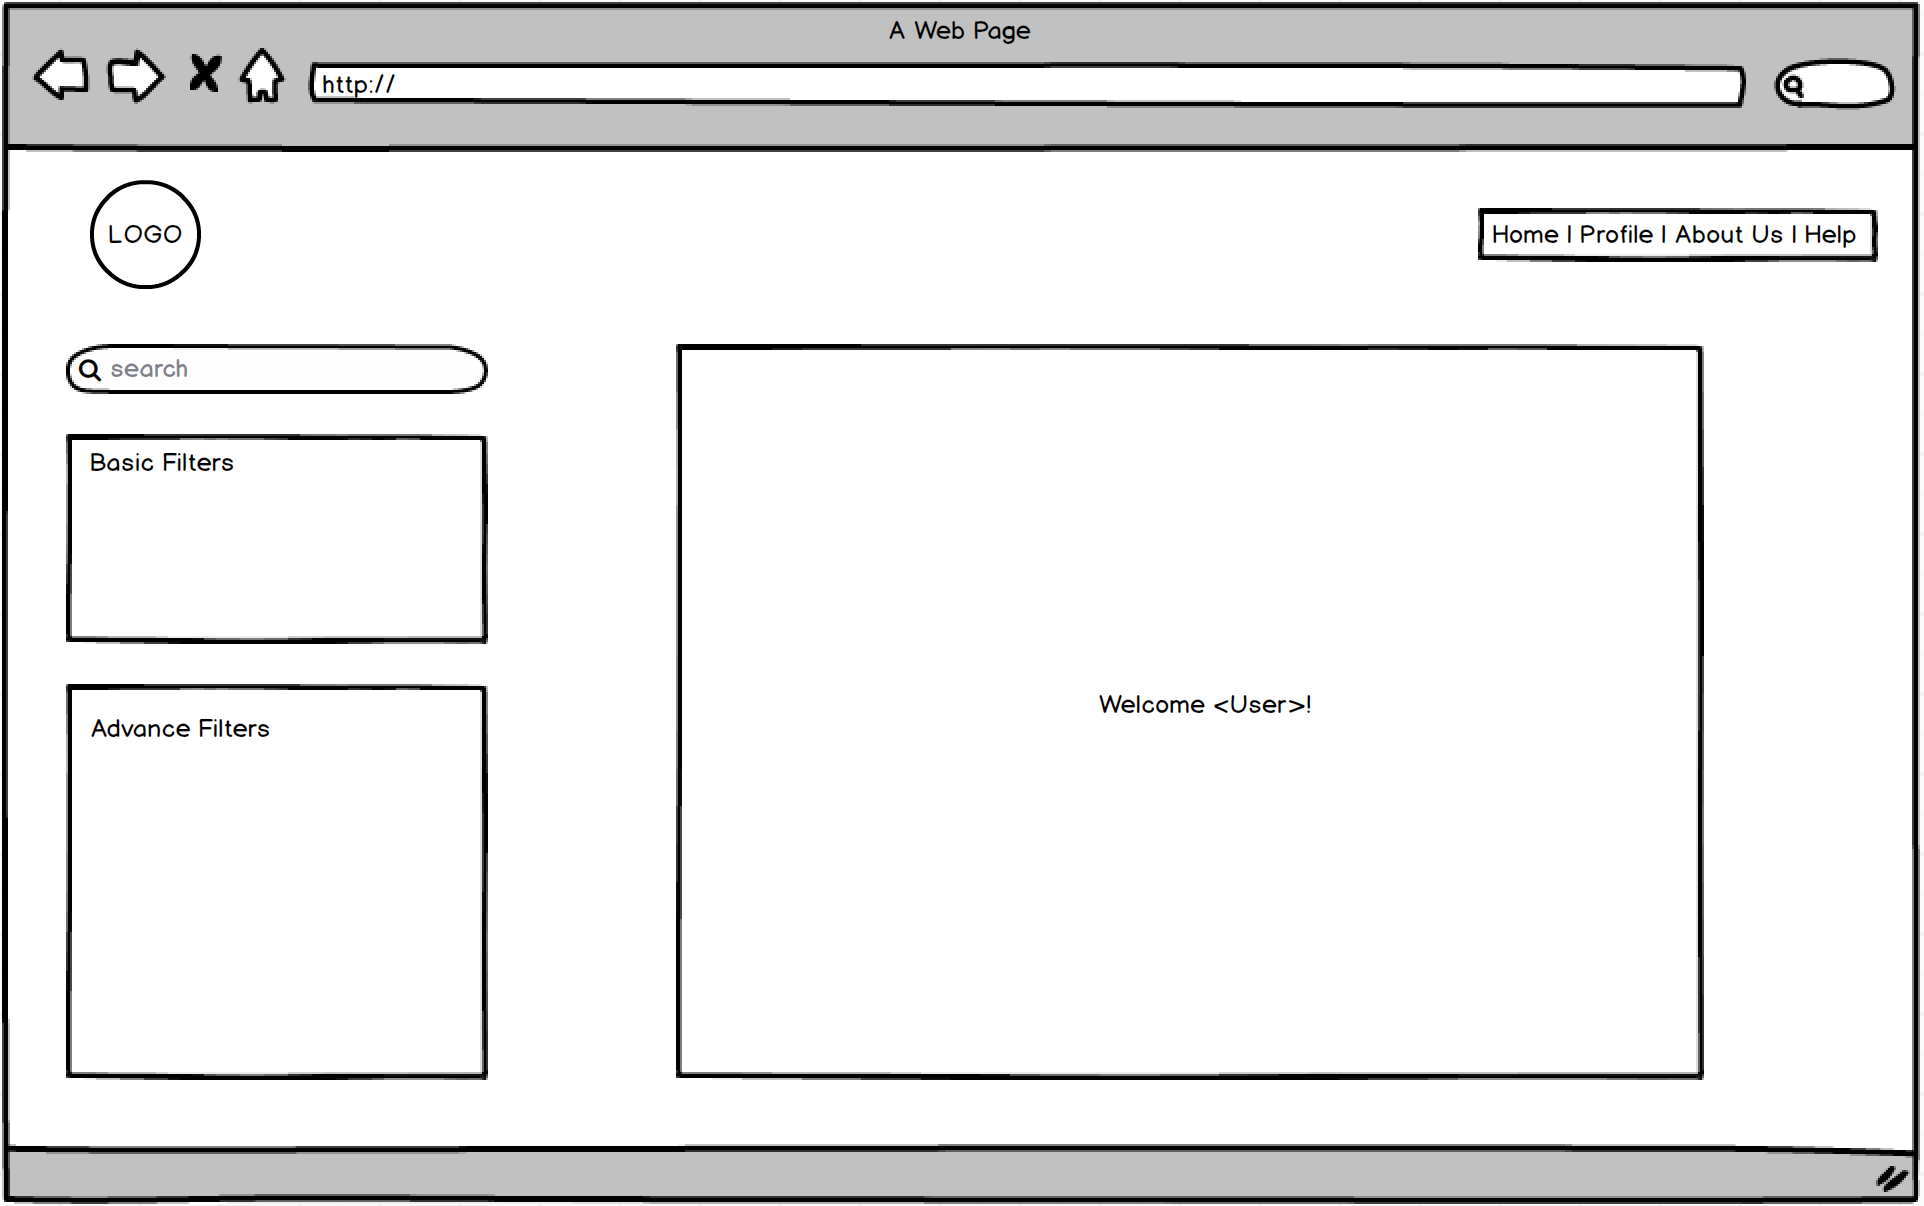 A Web Page
http://
LOGO
Home | Profile | About Us | Help
search
Basic Filters
Advance Filters
Welcome <User>!